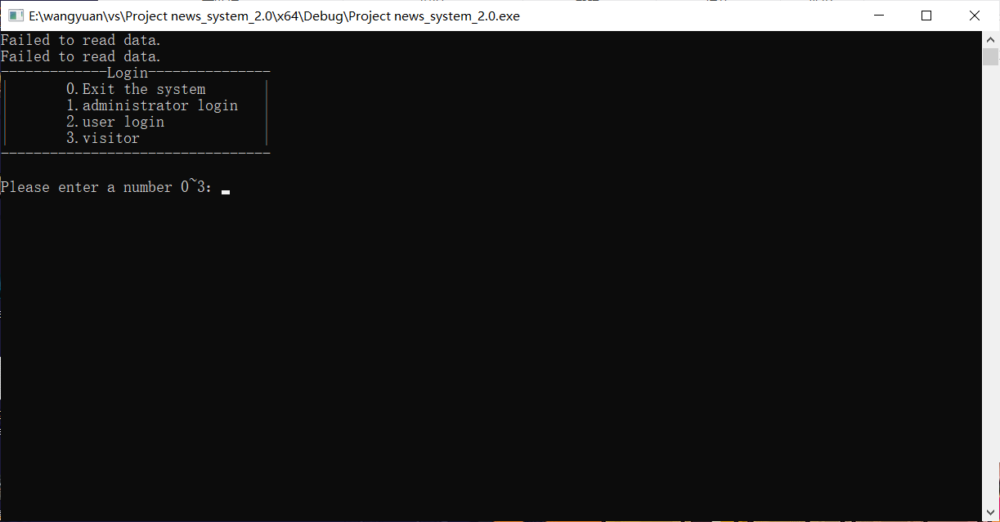 E:\wangyuan\vs\Project news_system_2.0\x64\Debug\Project news_system_2.0.exe
Failed to read data.
Failed to read data.
-------------Login---------------
| 0.Exit the system |
| 1.administrator login |
| 2.user login |
| 3.visitor |
---------------------------------
Please enter a number 0~3：